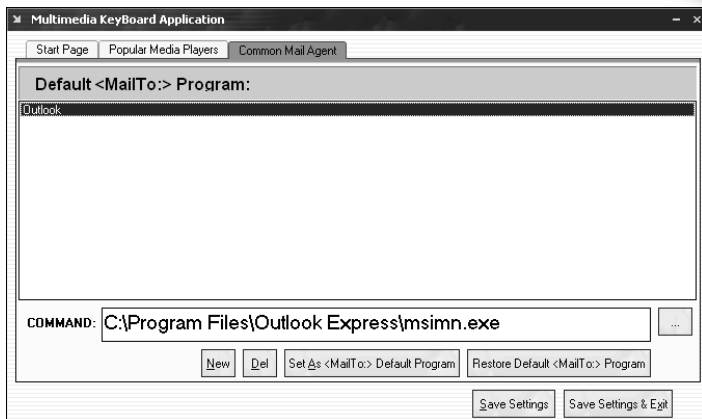 Multimedia KeyBoard Application
Start Page Popular Media Players Common Mail Agent
Default <MailTo:> Program:
Outlook
COMMAND: C:\Program Files\Outlook Express\msimn.exe ...
New Del Set As <MailTo:> Default Program Restore Default <MailTo:> Program
Save Settings Save Settings & Exit